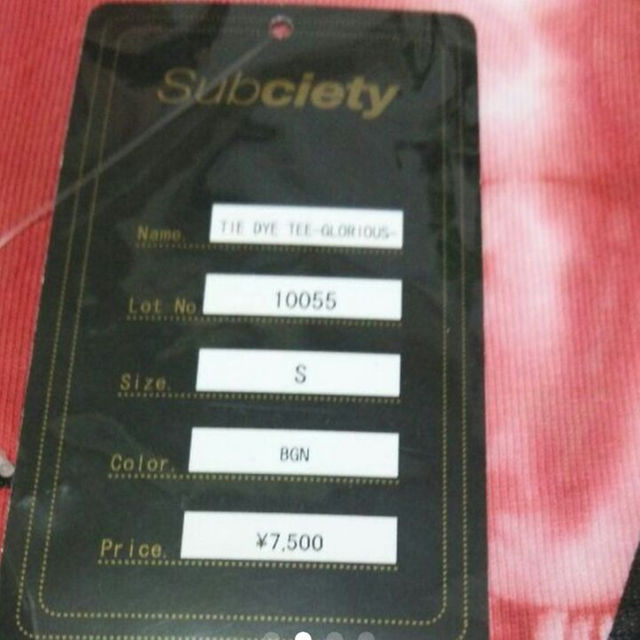 Subciety
Name. TIE DYE TEE-GLORIOUS-
Lot No 10055
Size. S
Color. BGN
Price. ¥7,500